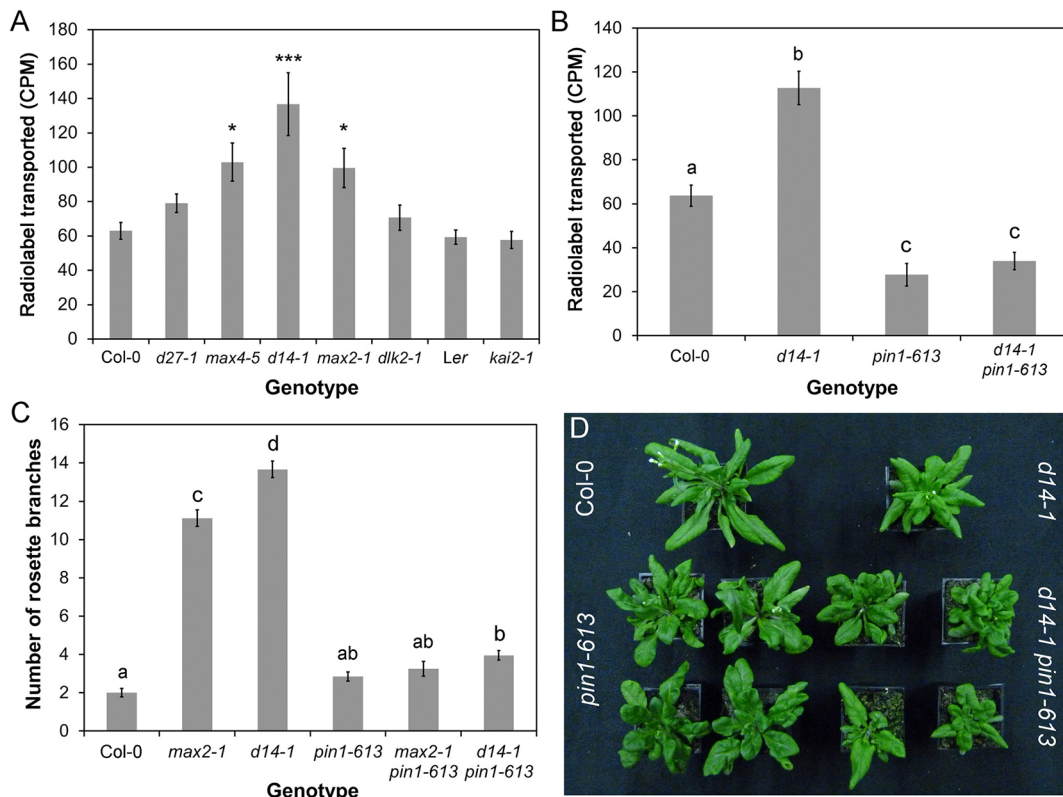 A
Radiolabel transported (CPM)
180
160
140
120
100
80
60
40
20
0
*
***
*
Col-0 d27-1 max4-5 d14-1 max2-1 dlk2-1 Ler kai2-1
Genotype
B
Radiolabel transported (CPM)
140
120
100
80
60
40
20
0
a
b
c
c
Col-0 d14-1 pin1-613 d14-1
pin1-613
Genotype
C
Number of rosette branches
16
14
12
10
8
6
4
2
0
a
c
d
ab
ab
b
Col-0 max2-1 d14-1 pin1-613 max2-1 d14-1
pin1-613 pin1-613
Genotype
D
Col-0
d14-1
pin1-613
d14-1 pin1-613